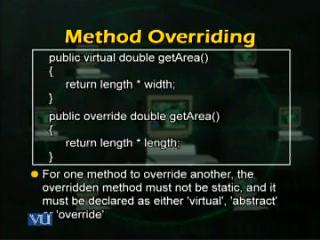 Method Overriding
public virtual double getArea()
{
return length * width;
}
public override double getArea()
{
return length * length;
}
For one method to override another, the
overridden method must not be static, and it
must be declared as either 'virtual', 'abstract'
'override'
VU